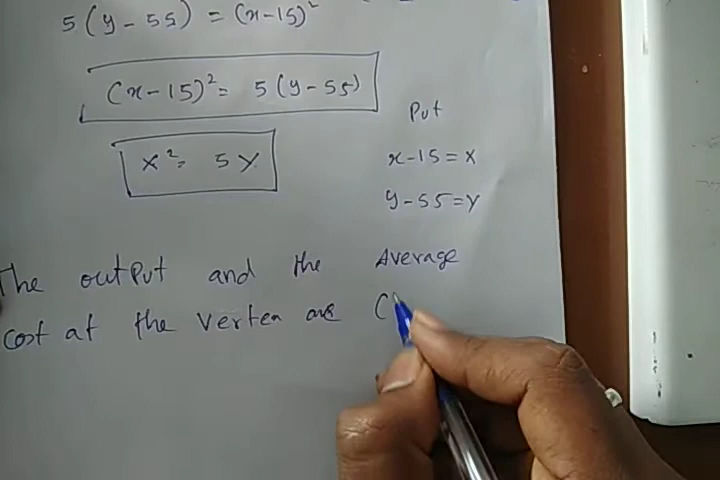 5(y-55) = (x-15)²
(x-15)² = 5(y-55)
Put
X² = 5Y
x-15=X
y-55=Y
The output and the Average
cost at the vertex are (